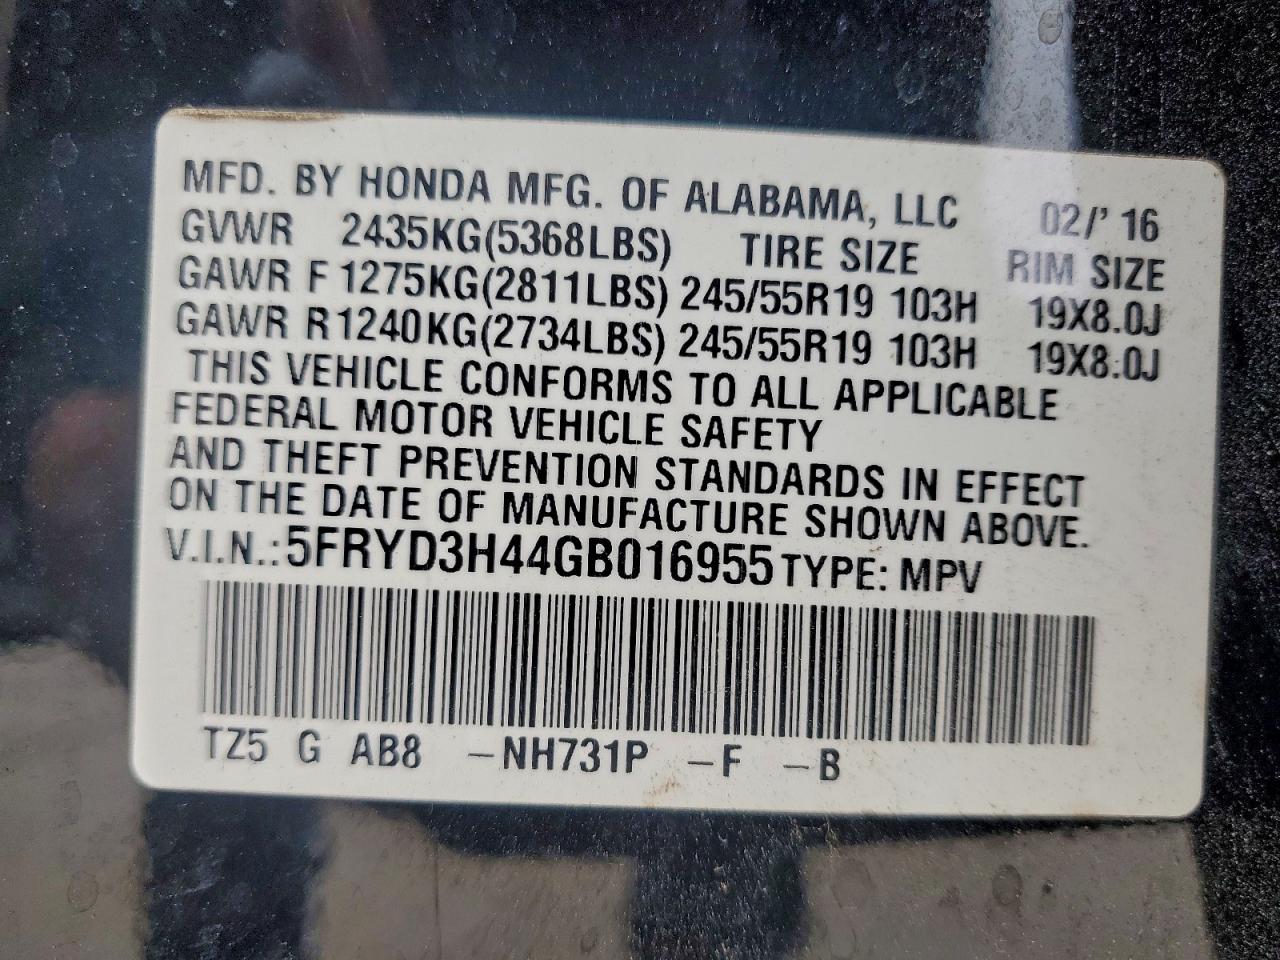 MFD. BY HONDA MFG. OF ALABAMA, LLC 02/'16
GVWR 2435KG(5368LBS) TIRE SIZE RIM SIZE
GAWR F 1275KG(2811LBS) 245/55R19 103H 19X8.0J
GAWR R 1240KG(2734LBS) 245/55R19 103H 19X8.0J
THIS VEHICLE CONFORMS TO ALL APPLICABLE
FEDERAL MOTOR VEHICLE SAFETY
AND THEFT PREVENTION STANDARDS IN EFFECT
ON THE DATE OF MANUFACTURE SHOWN ABOVE.
V.I.N.: 5FRYD3H44GB016955 TYPE: MPV
TZ5 G AB8 -NH731P -F -B